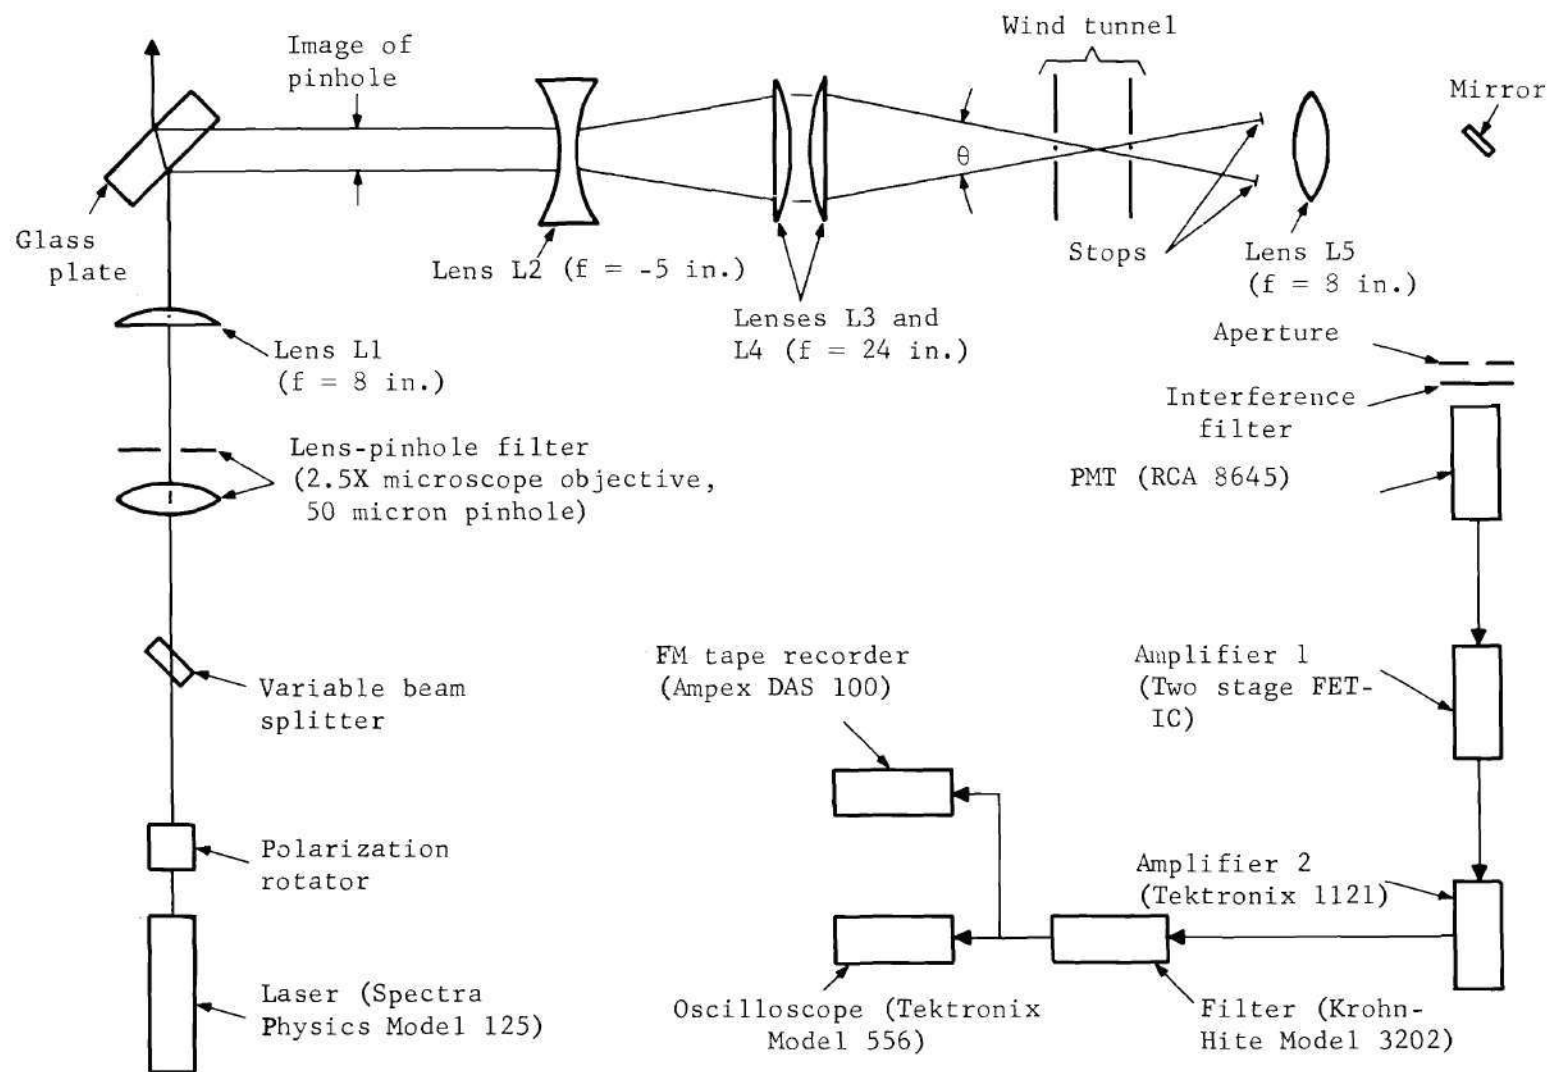 Wind tunnel
Image of
pinhole
Mirror
θ
Glass
plate
Lens L2 (f = -5 in.)
Stops
Lens L5
(f = 8 in.)
Lenses L3 and
L4 (f = 24 in.)
Lens L1
(f = 8 in.)
Aperture
Interference
filter
Lens-pinhole filter
(2.5X microscope objective,
50 micron pinhole)
PMT (RCA 8645)
Variable beam
splitter
FM tape recorder
(Ampex DAS 100)
Amplifier 1
(Two stage FET-
IC)
Polarization
rotator
Amplifier 2
(Tektronix 1121)
Laser (Spectra
Physics Model 125)
Oscilloscope (Tektronix
Model 556)
Filter (Krohn-
Hite Model 3202)